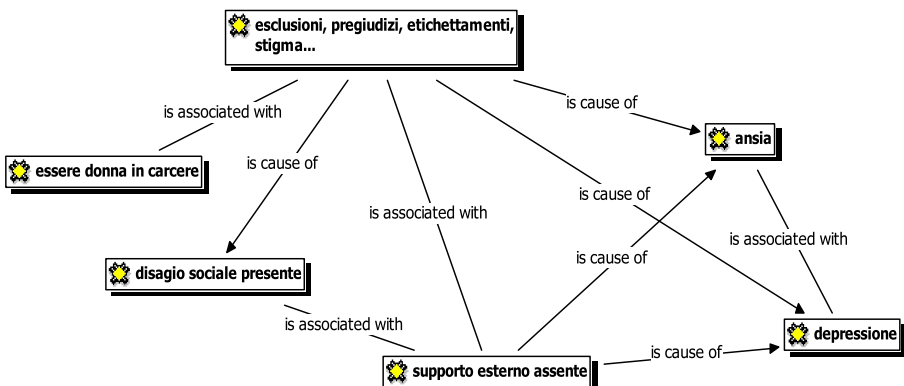 esclusioni, pregiudizi, etichettamenti,
stigma...
is associated with
is cause of
ansia
essere donna in carcere
is cause of
is cause of
is associated with
is associated with
is cause of
disagio sociale presente
is associated with
depressione
is cause of
supporto esterno assente